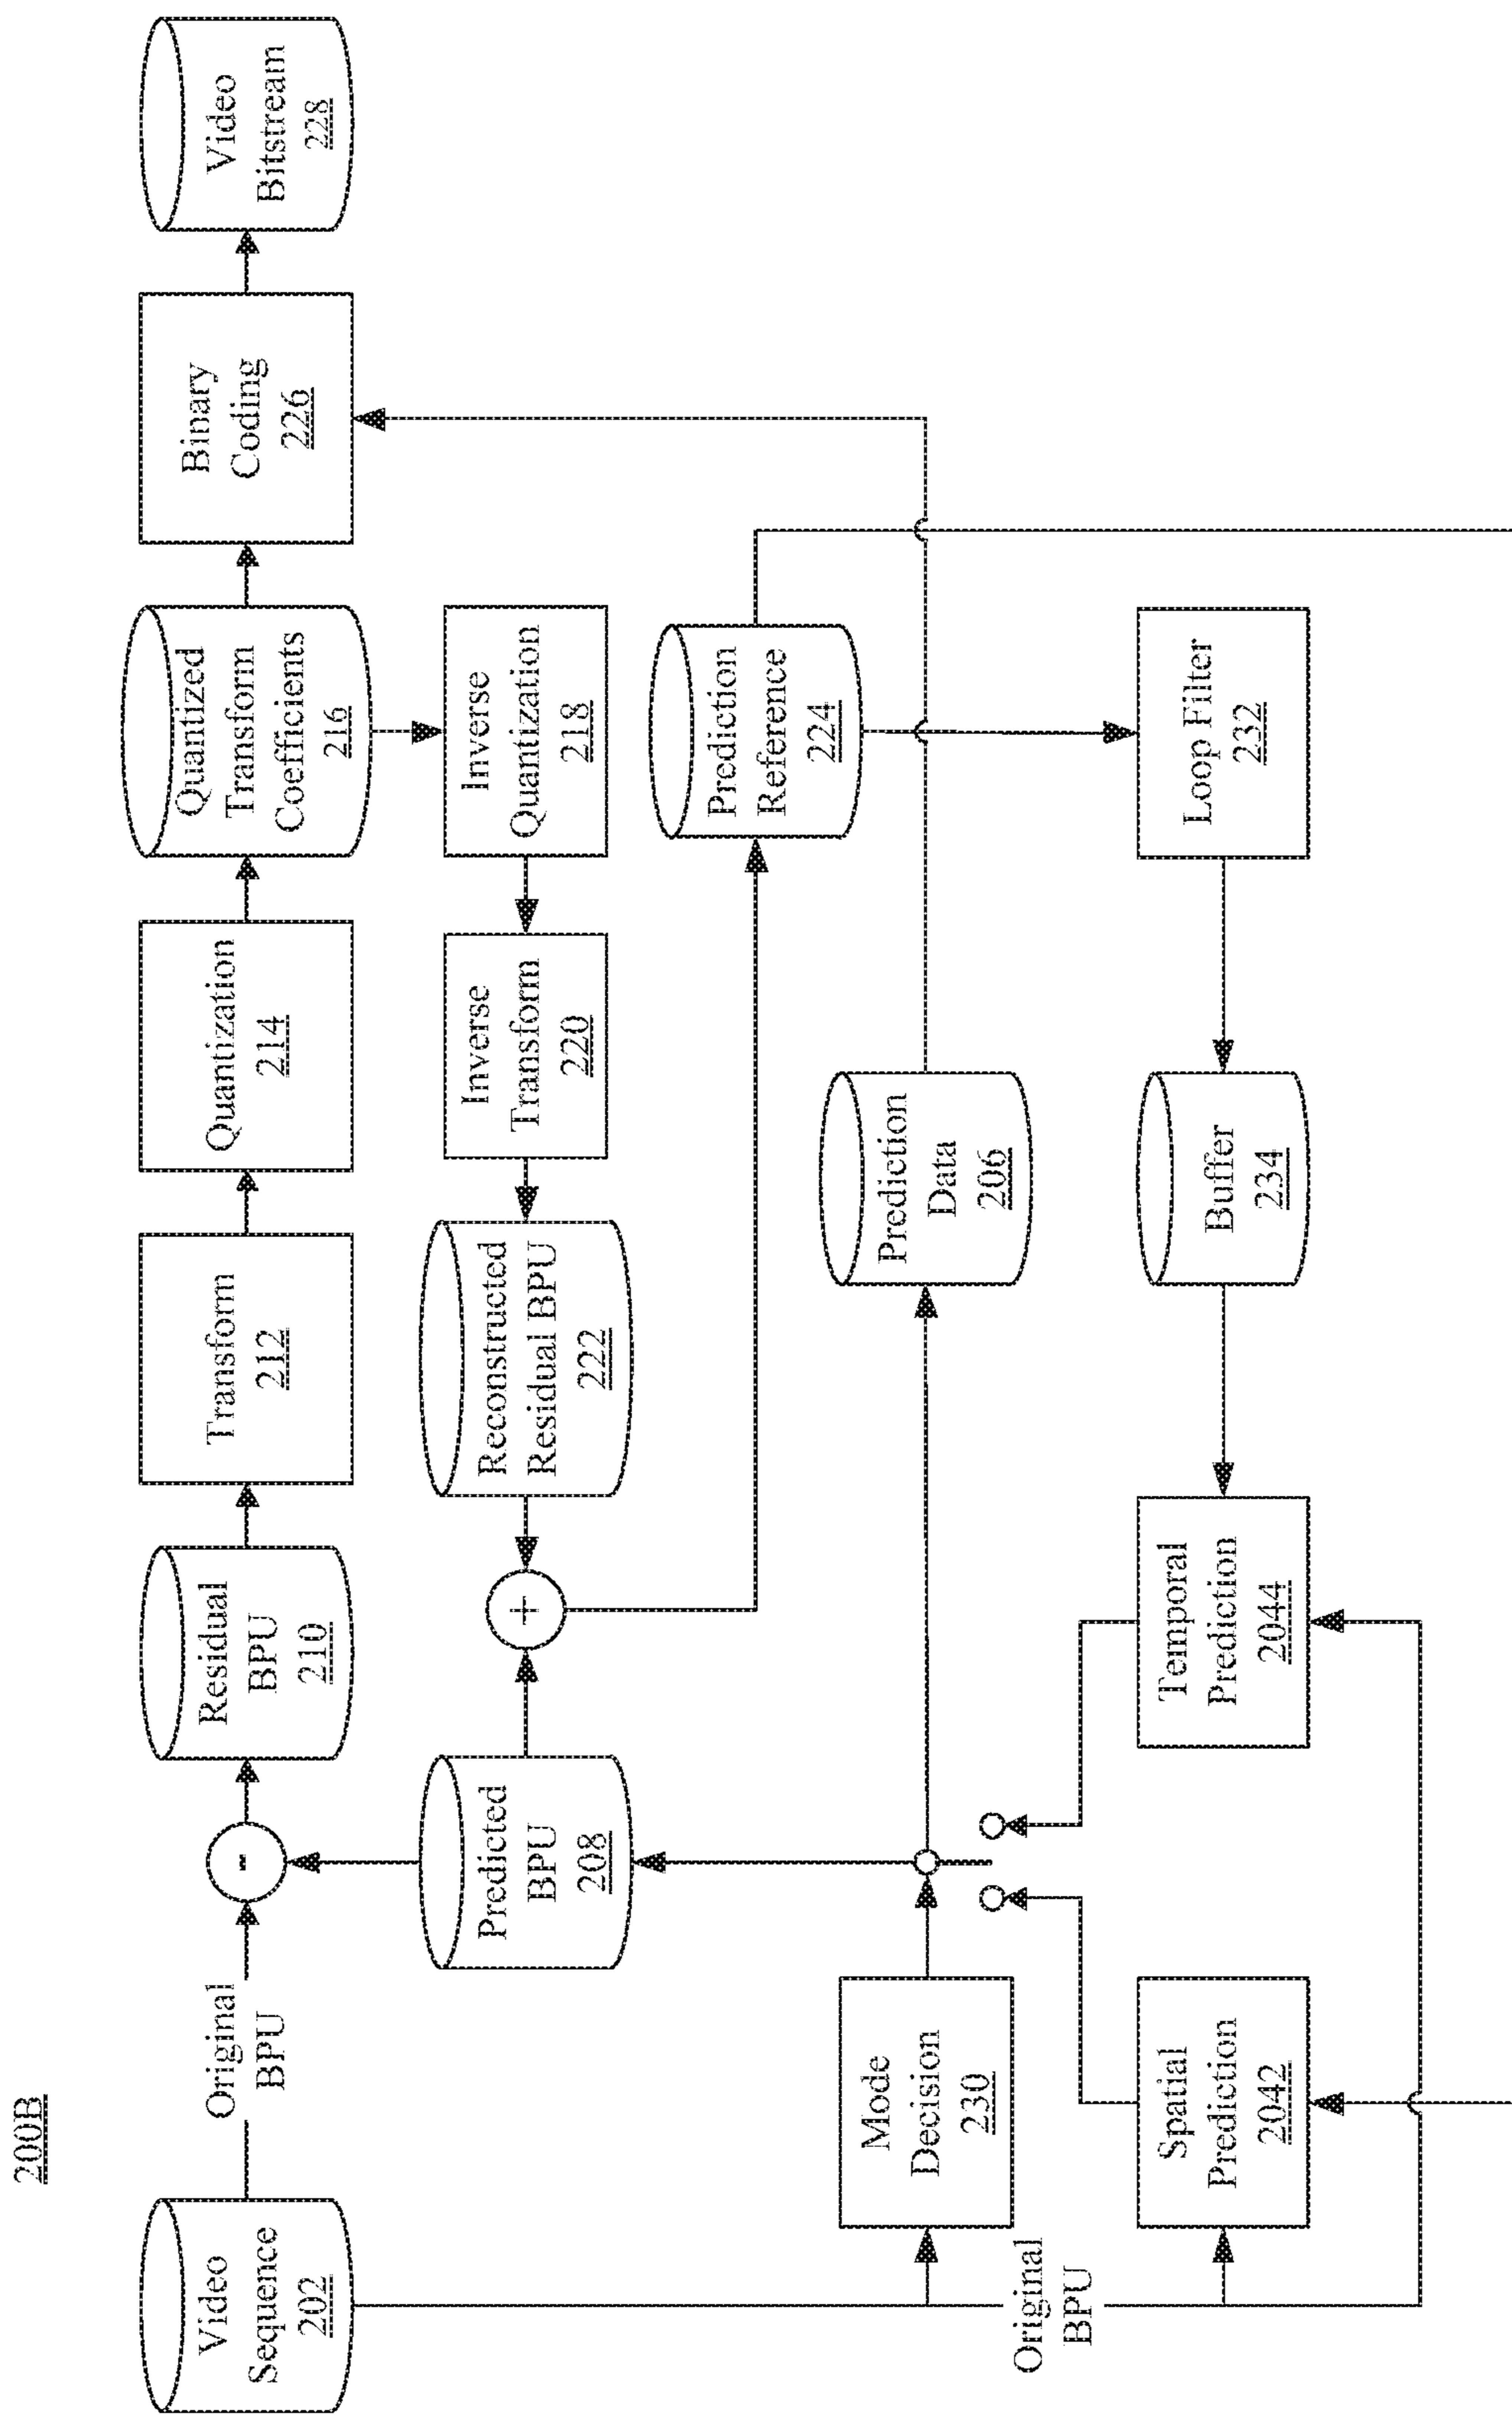 200B
Video
Sequence
202
Original
BPU
-
Residual
BPU
210
Transform
212
Quantization
214
Quantized
Transform
Coefficients
216
Binary
Coding
226
Video
Bitstream
228
Predicted
BPU
208
+
Reconstructed
Residual BPU
222
Inverse
Transform
220
Inverse
Quantization
218
Prediction
Reference
224
Mode
Decision
230
Prediction
Data
206
Original
BPU
Spatial
Prediction
2042
Temporal
Prediction
2044
Buffer
234
Loop Filter
232